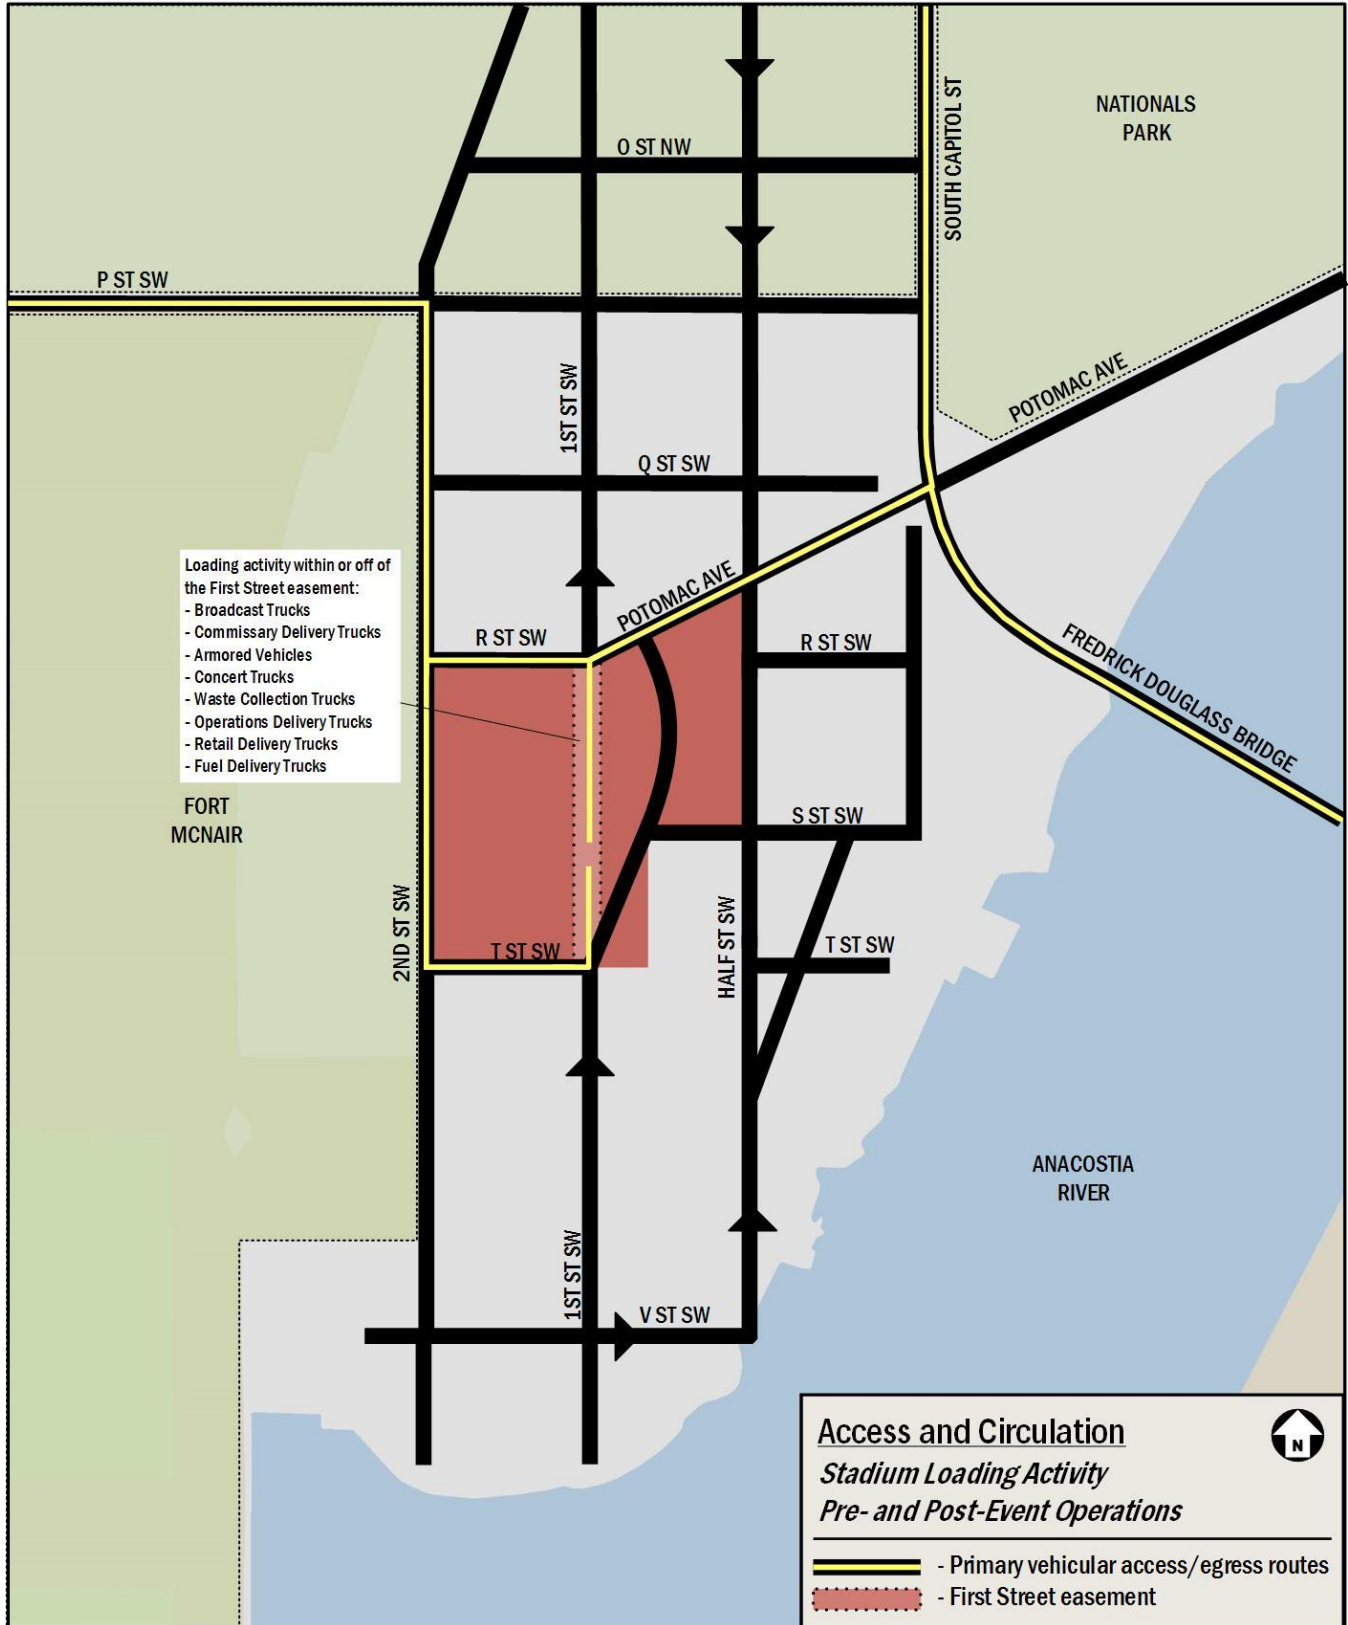 NATIONALS
PARK
SOUTH CAPITOL ST
O ST NW
P ST SW
1ST ST SW
POTOMAC AVE
Q ST SW
Loading activity within or off of
the First Street easement:
- Broadcast Trucks
- Commissary Delivery Trucks
- Armored Vehicles
- Concert Trucks
- Waste Collection Trucks
- Operations Delivery Trucks
- Retail Delivery Trucks
- Fuel Delivery Trucks
POTOMAC AVE
R ST SW
R ST SW
FREDRICK DOUGLASS BRIDGE
FORT
MCNAIR
S ST SW
2ND ST SW
T ST SW
HALF ST SW
T ST SW
ANACOSTIA
RIVER
1ST ST SW
V ST SW
Access and Circulation
N
Stadium Loading Activity
Pre- and Post-Event Operations
- Primary vehicular access/egress routes
- First Street easement